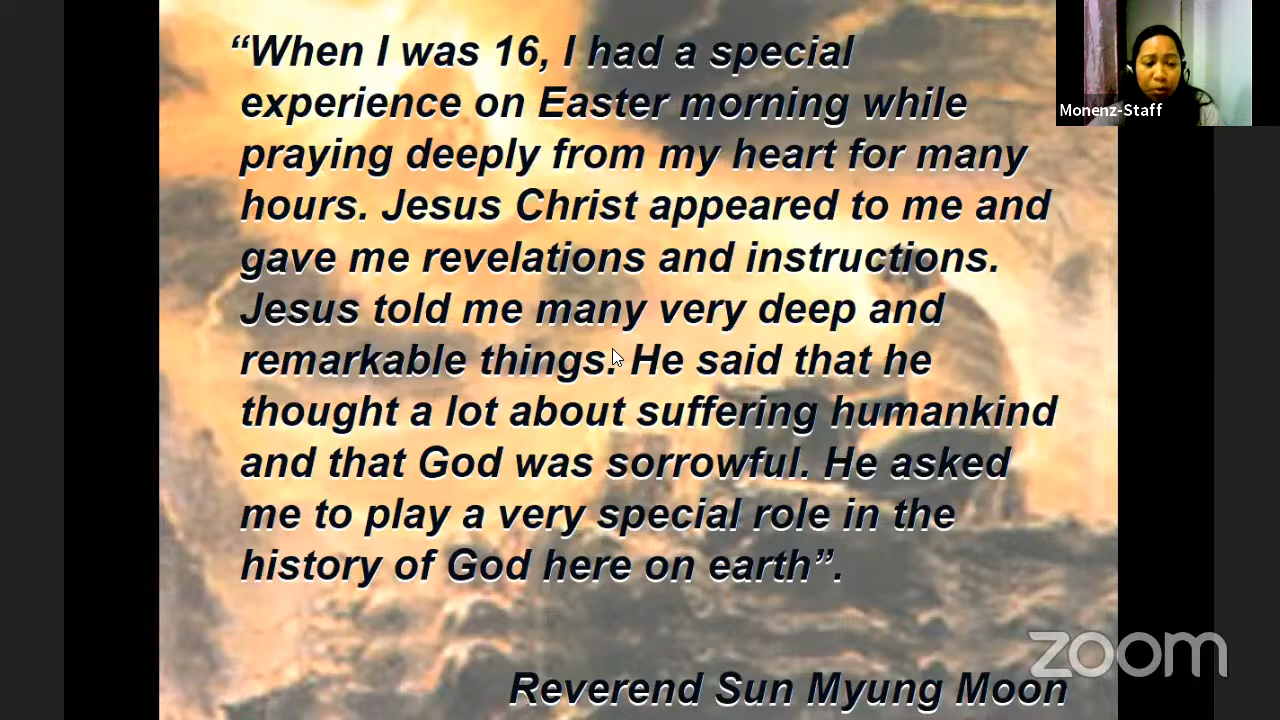 “When I was 16, I had a special
experience on Easter morning while
praying deeply from my heart for many
hours. Jesus Christ appeared to me and
gave me revelations and instructions.
Jesus told me many very deep and
remarkable things. He said that he
thought a lot about suffering humankind
and that God was sorrowful. He asked
me to play a very special role in the
history of God here on earth”.
Reverend Sun Myung Moon
Monenz-Staff
zoom